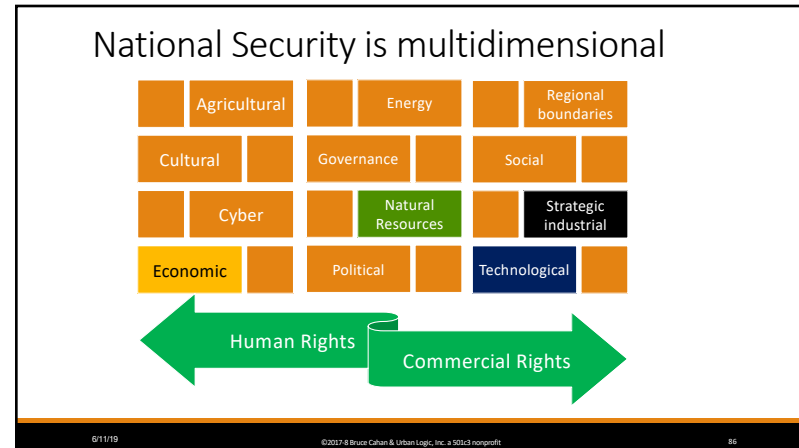 National Security is multidimensional
Agricultural
Energy
Regional
boundaries
Cultural
Governance
Social
Cyber
Natural
Resources
Strategic
industrial
Economic
Political
Technological
Human Rights
Commercial Rights
6/11/19
©2017-8 Bruce Cahan & Urban Logic, Inc. a 501c3 nonprofit
86